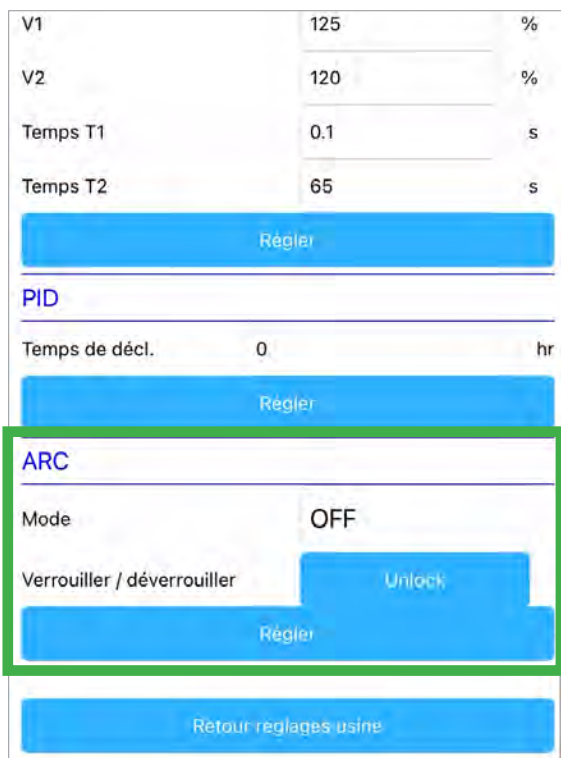 V1 125 %
V2 120 %
Temps T1 0.1 s
Temps T2 65 s
Régler
PID
Temps de décl. 0 hr
Régler
ARC
Mode OFF
Verrouiller / déverrouiller Unlock
Régler
Retour reglages usine